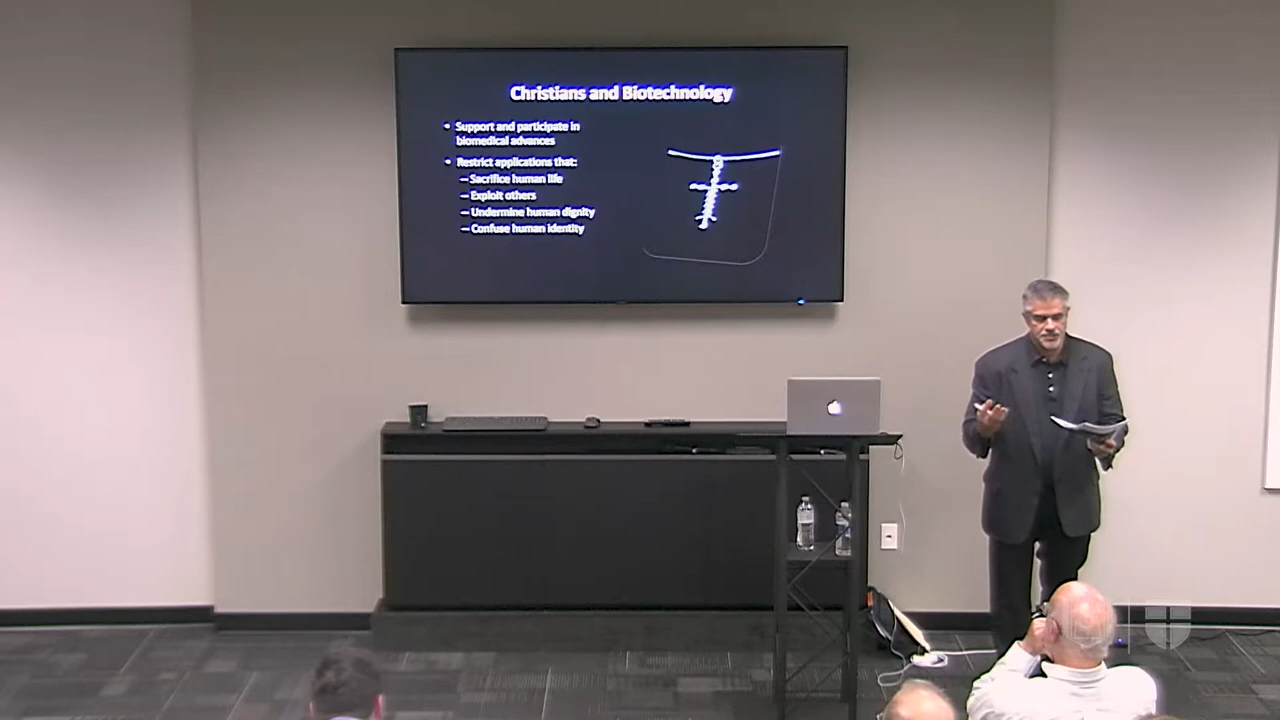 Christians and Biotechnology
• Support and participate in
biomedical advances
• Restrict applications that:
– Sacrifice human life
– Exploit others
– Undermine human dignity
– Confuse human identity